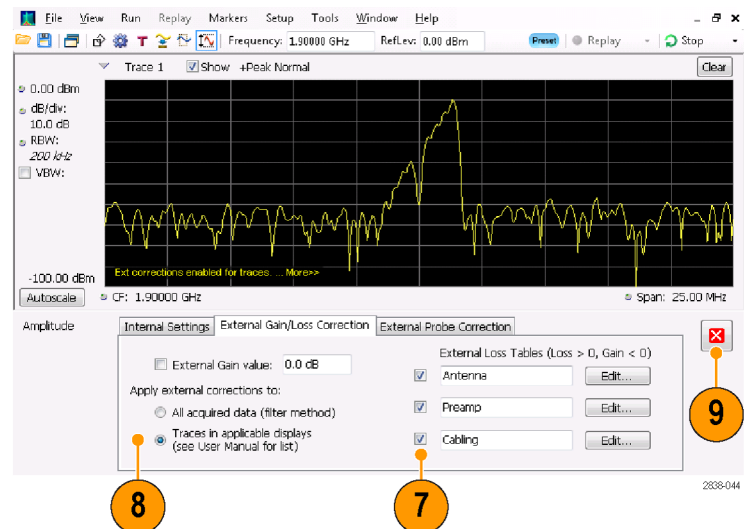 File View Run Replay Markers Setup Tools Window Help
Frequency: 1.90000 GHz RefLev: 0.00 dBm Preset Replay Stop
Trace 1 Show +Peak Normal Clear
0.00 dBm
dB/div:
10.0 dB
RBW:
200 kHz
VBW:
-100.00 dBm
Ext corrections enabled for traces. ... More>>
Autoscale CF: 1.90000 GHz Span: 25.00 MHz
Amplitude Internal Settings External Gain/Loss Correction External Probe Correction
External Gain value: 0.0 dB
External Loss Tables (Loss > 0, Gain < 0)
Antenna Edit...
Apply external corrections to:
All acquired data (filter method)
Preamp Edit...
Traces in applicable displays
(see User Manual for list)
Cabling Edit...
9
8
7
2838-044